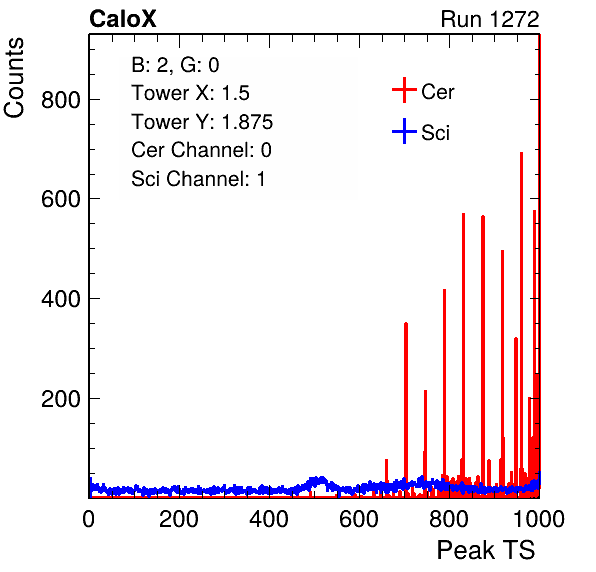 CaloX Run 1272
Counts
B: 2, G: 0
Tower X: 1.5
Tower Y: 1.875
Cer Channel: 0
Sci Channel: 1
Cer
Sci
800
600
400
200
0 200 400 600 800 1000
Peak TS